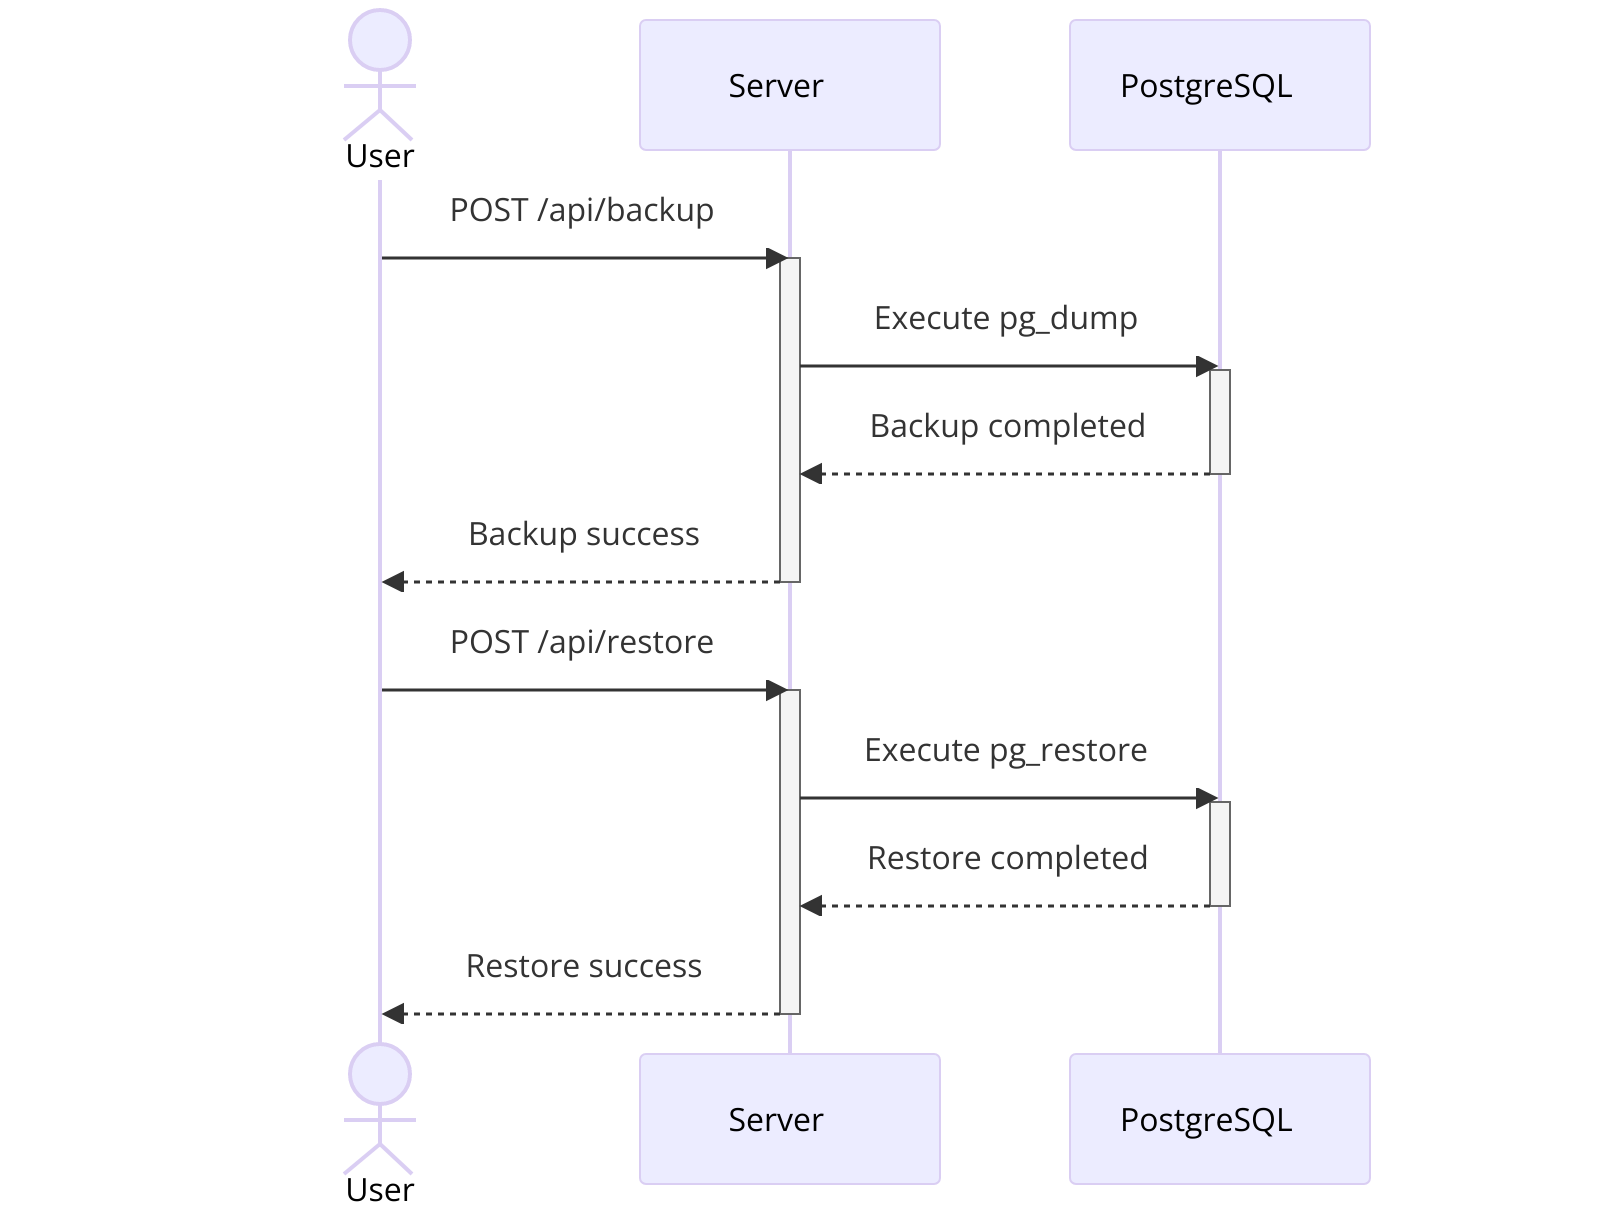 User
Server
PostgreSQL
POST /api/backup
Execute pg_dump
Backup completed
Backup success
POST /api/restore
Execute pg_restore
Restore completed
Restore success
User
Server
PostgreSQL